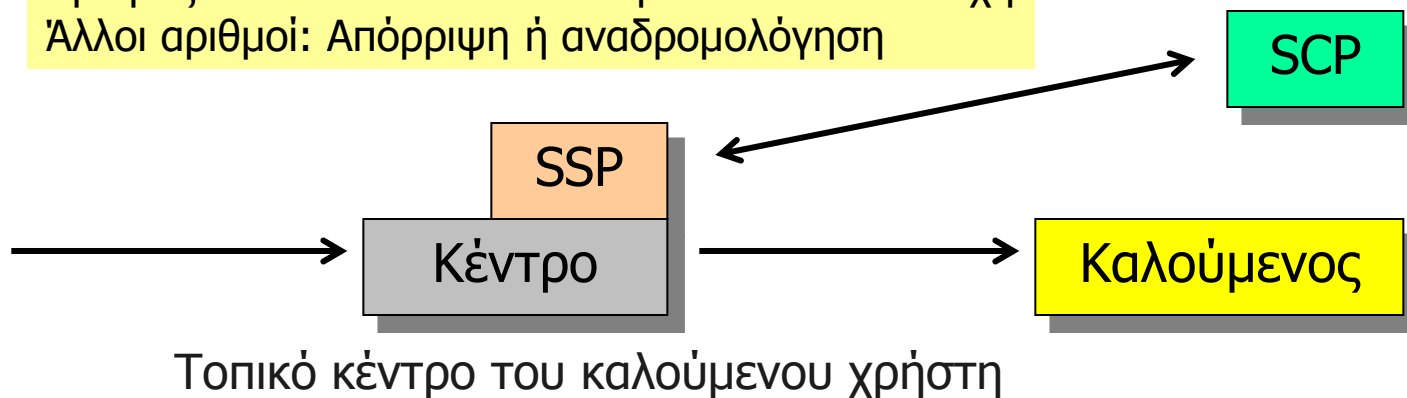 Άλλοι αριθμοί: Απόρριψη ή αναδρομολόγηση
SCP
SSP
Κέντρο
Καλούμενος
Τοπικό κέντρο του καλούμενου χρήστη